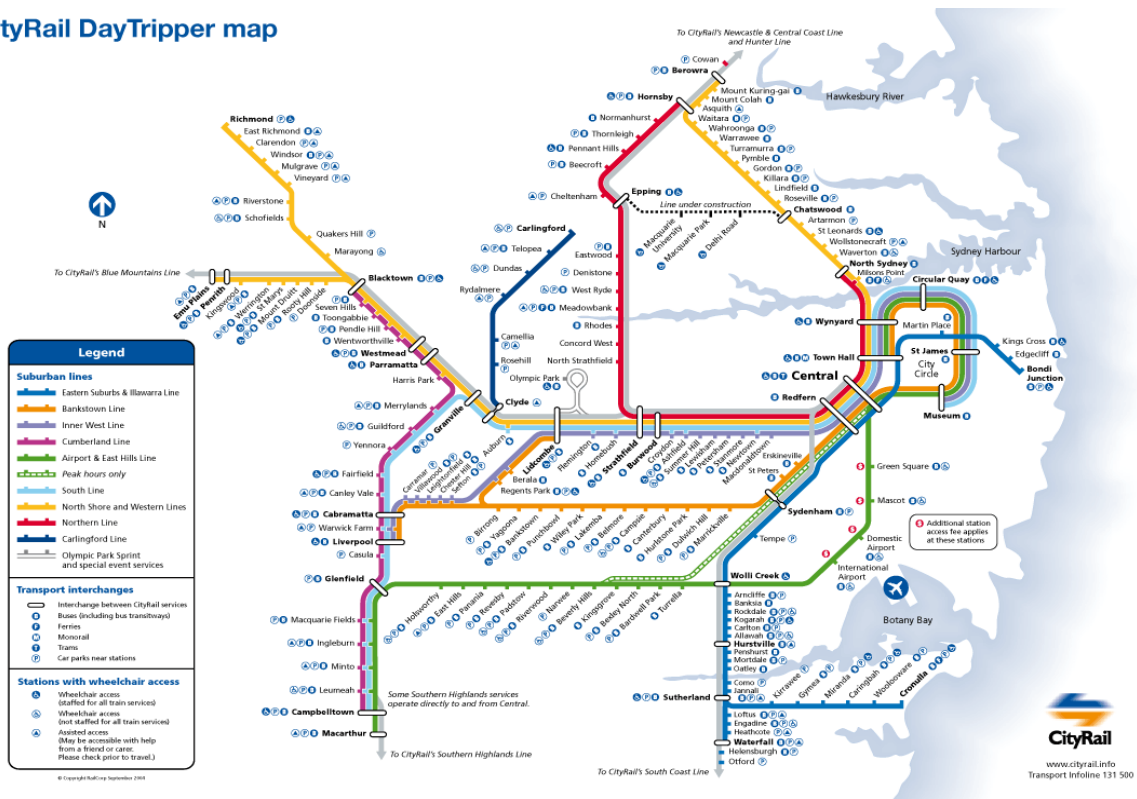 tyRail DayTripper map
To CityRail's Newcastle & Central Coast Line
and Hunter Line
Cowan
Berowra
Hornsby
Mount Kuring-gai
Mount Colah
Asquith
Waitara
Wahroonga
Warrawee
Turramurra
Pymble
Gordon
Killara
Lindfield
Roseville
Chatswood
Artarmon
St Leonards
Wollstonecraft
Waverton
North Sydney
Milsons Point
Hawkesbury River
Sydney Harbour
Normanhurst
Thornleigh
Pennant Hills
Beecroft
Cheltenham
Epping
Line under construction
Macquarie
University
Macquarie Park
Delhi Road
Eastwood
Denistone
West Ryde
Meadowbank
Rhodes
Concord West
North Strathfield
Richmond
East Richmond
Clarendon
Windsor
Mulgrave
Vineyard
Riverstone
Schofields
Quakers Hill
Marayong
N
To CityRail's Blue Mountains Line
Blacktown
Emu Plains
Penrith
Kingswood
Werrington
St Marys
Mount Druitt
Rooty Hill
Doonside
Seven Hills
Toongabbie
Pendle Hill
Wentworthville
Westmead
Parramatta
Harris Park
Carlingford
Telopea
Dundas
Rydalmere
Camellia
Rosehill
Olympic Park
Clyde
Granville
Auburn
Lidcombe
Flemington
Homebush
Strathfield
Burwood
Croydon
Ashfield
Summer Hill
Lewisham
Petersham
Stanmore
Newtown
Macdonaldtown
Erskineville
St Peters
Sydenham
Tempe
Circular Quay
Wynyard
Martin Place
Town Hall
St James
City
Circle
Central
Redfern
Museum
Kings Cross
Edgecliff
Bondi
Junction
Merrylands
Guildford
Yennora
Fairfield
Canley Vale
Cabramatta
Warwick Farm
Liverpool
Casula
Glenfield
Macquarie Fields
Ingleburn
Minto
Leumeah
Campbelltown
Macarthur
Carramar
Villawood
Leightonfield
Chester Hill
Sefton
Berala
Regents Park
Birrong
Yagoona
Bankstown
Punchbowl
Wiley Park
Lakemba
Belmore
Campsie
Canterbury
Hurlstone Park
Dulwich Hill
Marrickville
Holsworthy
East Hills
Panania
Revesby
Padstow
Riverwood
Narwee
Beverly Hills
Kingsgrove
Bexley North
Bardwell Park
Turrella
Wolli Creek
Green Square
Mascot
Domestic
Airport
International
Airport
$ Additional station
access fee applies
at these stations
Botany Bay
Arncliffe
Banksia
Rockdale
Kogarah
Carlton
Allawah
Hurstville
Penshurst
Mortdale
Oatley
Como
Jannali
Sutherland
Kirrawee
Gymea
Miranda
Caringbah
Woolooware
Cronulla
Loftus
Engadine
Heathcote
Waterfall
Helensburgh
Otford
To CityRail's South Coast Line
Some Southern Highlands services
operate directly to and from Central.
To CityRail's Southern Highlands Line
Legend
Suburban lines
Eastern Suburbs & Illawarra Line
Bankstown Line
Inner West Line
Cumberland Line
Airport & East Hills Line
Peak hours only
South Line
North Shore and Western Lines
Northern Line
Carlingford Line
Olympic Park Sprint
and special event services
Transport interchanges
Interchange between CityRail services
B Buses (including bus transitways)
F Ferries
M Monorail
T Trams
P Car parks near stations
Stations with wheelchair access
Wheelchair access
(staffed for all train services)
Wheelchair access
(not staffed for all train services)
Assisted access
(May be accessible with help
from a friend or carer.
Please check prior to travel.)
CityRail
www.cityrail.info
Transport Infoline 131 500